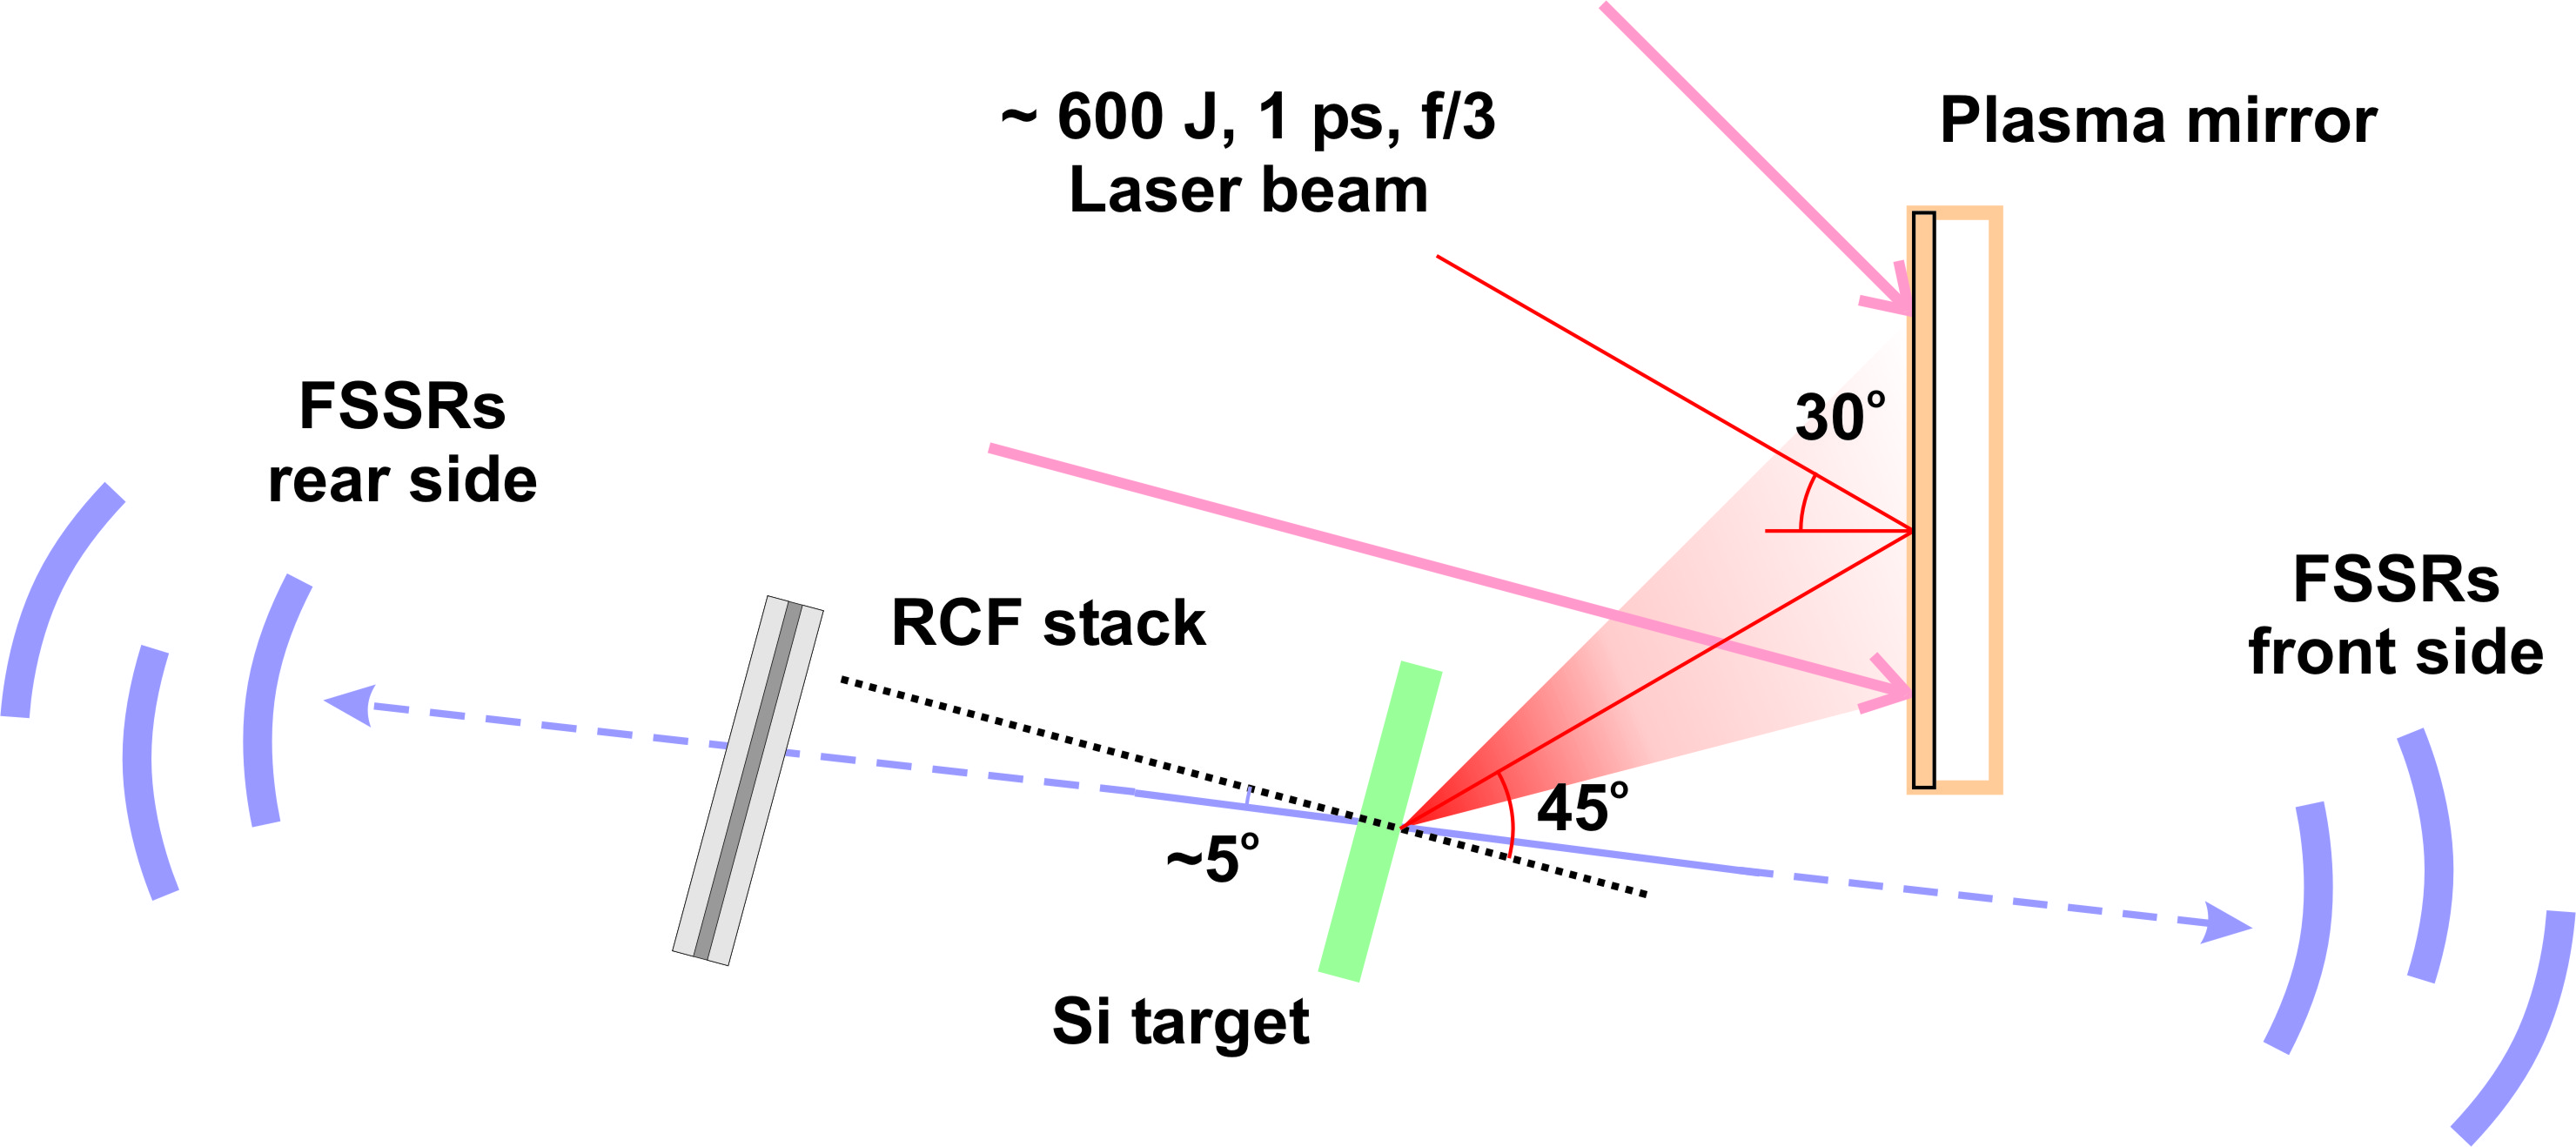 ~ 600 J, 1 ps, f/3
Laser beam
Plasma mirror
30°
FSSRs
rear side
RCF stack
FSSRs
front side
45°
~5°
Si target